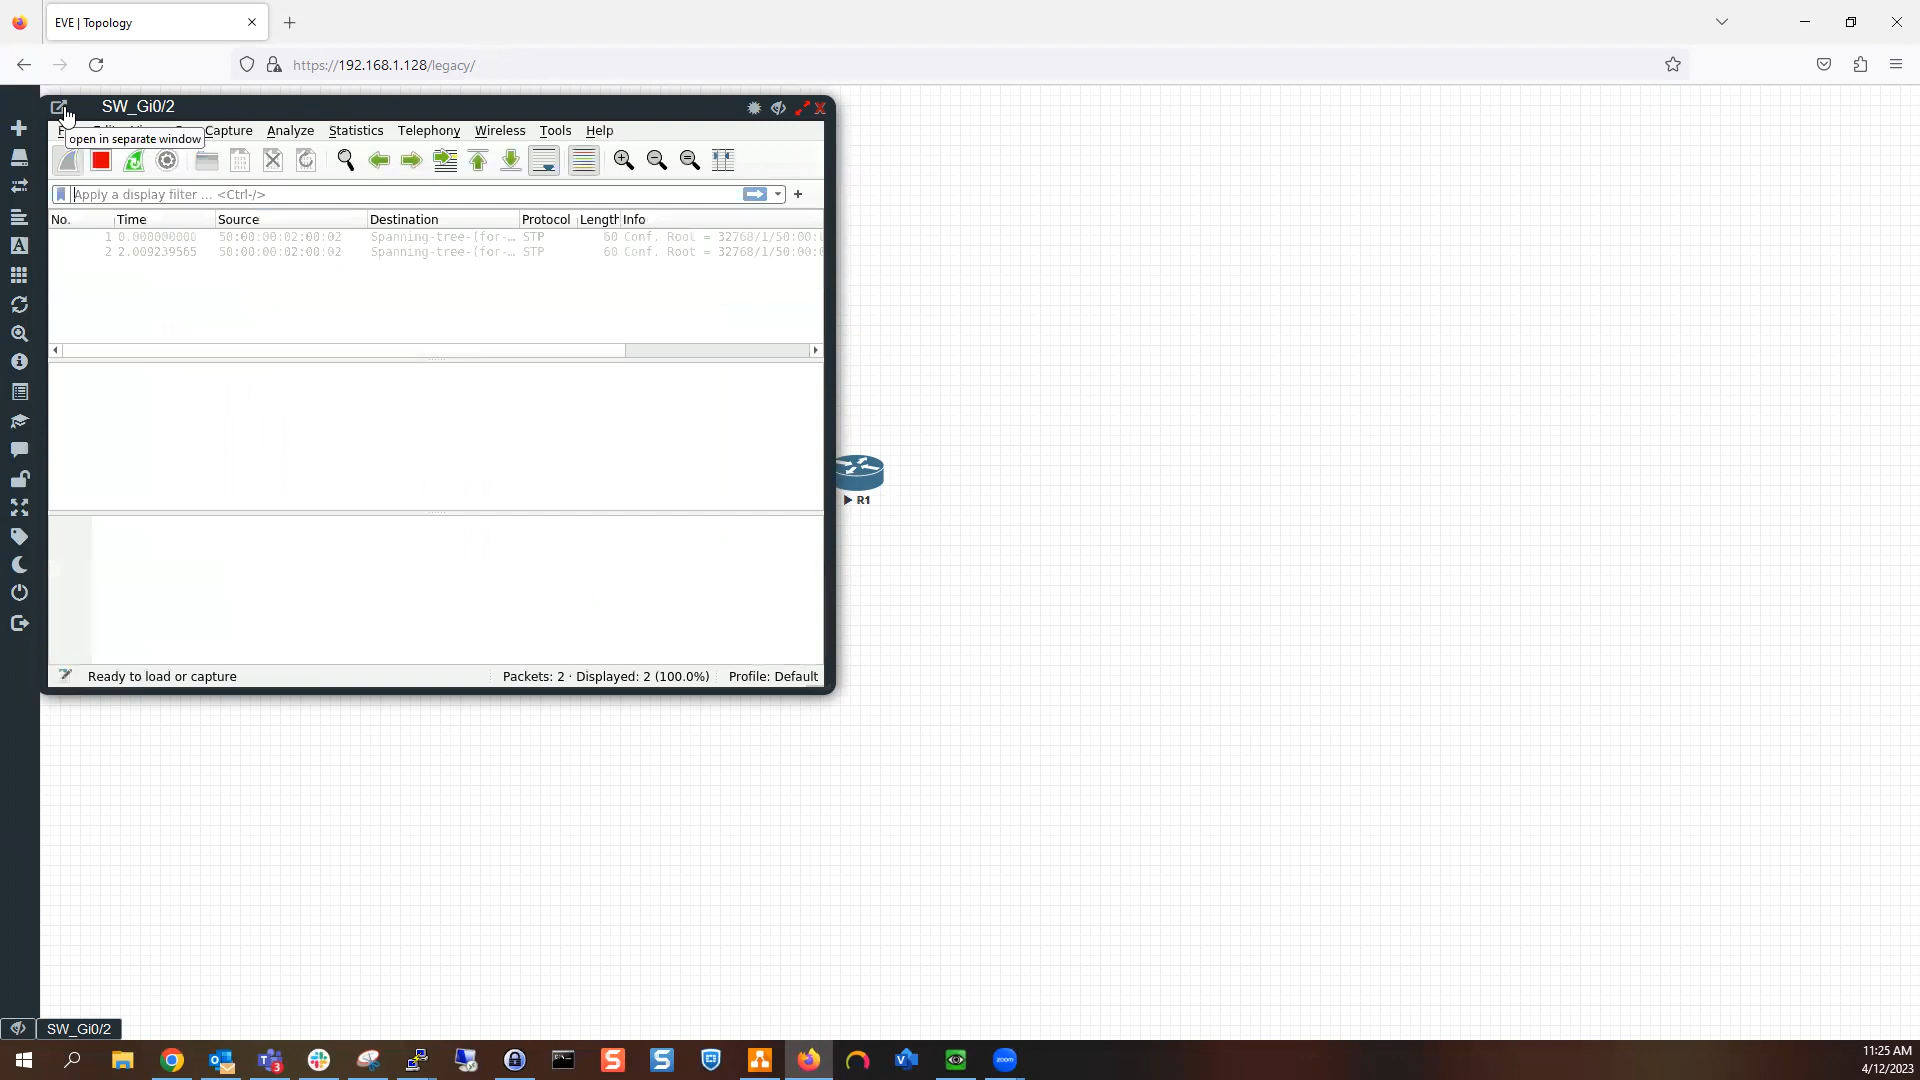 EVE | Topology
https://192.168.1.128/legacy/
SW_Gi0/2
Capture Analyze Statistics Telephony Wireless Tools Help
open in separate window
Apply a display filter ... <Ctrl-/>
No. Time Source Destination Protocol Length Info
1 0.000000000 50:00:00:02:00:02 Spanning-tree-(for-... STP 60 Conf. Root = 32768/1/50:00:
2 2.009239565 50:00:00:02:00:02 Spanning-tree-(for-... STP 60 Conf. Root = 32768/1/50:00:
R1
Ready to load or capture
Packets: 2 · Displayed: 2 (100.0%)
Profile: Default
SW_Gi0/2
3
zoom
11:25 AM
4/12/2023